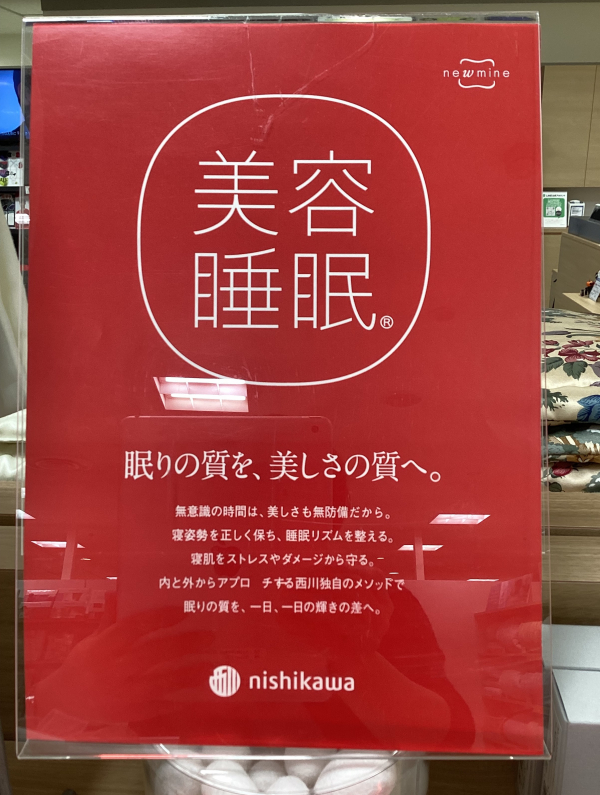 newmine
美容
睡眠®
眠りの質を、美しさの質へ。
無意識の時間は、美しさも無防備だから。
寝姿勢を正しく保ち、睡眠リズムを整える。
寝肌をストレスやダメージから守る。
内と外からアプロ チする西川独自のメソッドで
眠りの質を、一日、一日の輝きの差へ。
nishikawa